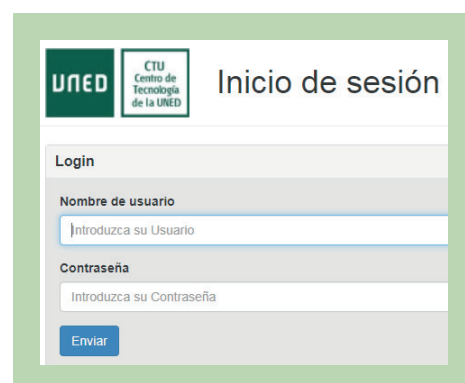 UNED
CTU
Centro de
Tecnología
de la UNED
Inicio de sesión
Login
Nombre de usuario
Introduzca su Usuario
Contraseña
Introduzca su Contraseña
Enviar